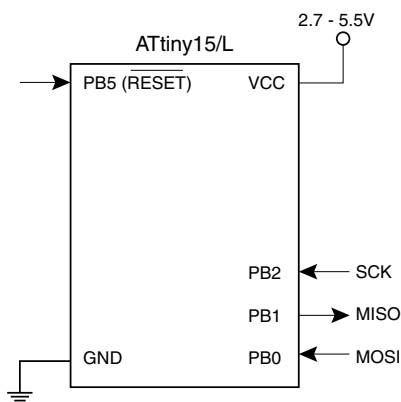 2.7 - 5.5V
ATtiny15/L
PB5 (RESET)
VCC
PB2
SCK
PB1
MISO
GND
PB0
MOSI